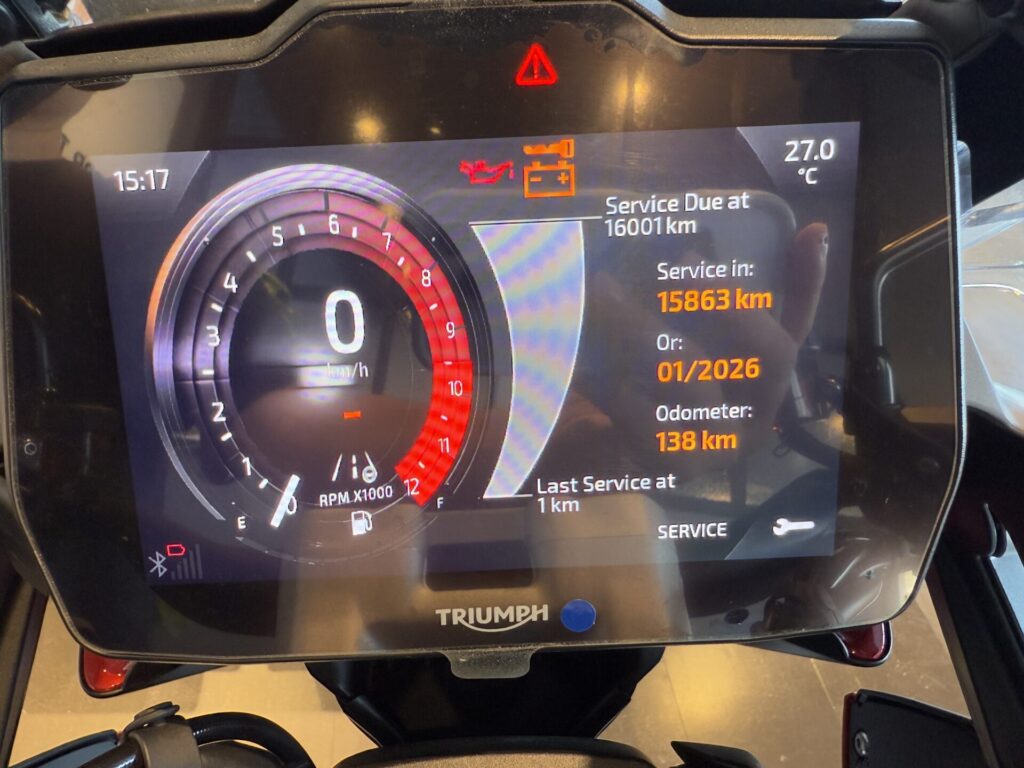 15:17
27.0
°C
Service Due at
16001 km
5 6 7
4 8
3 9
2 10
1 11
0 12
0
km/h
Service in:
15863 km
Or:
01/2026
Odometer:
138 km
RPM X1000
E F
Last Service at
1 km
SERVICE
TRIUMPH